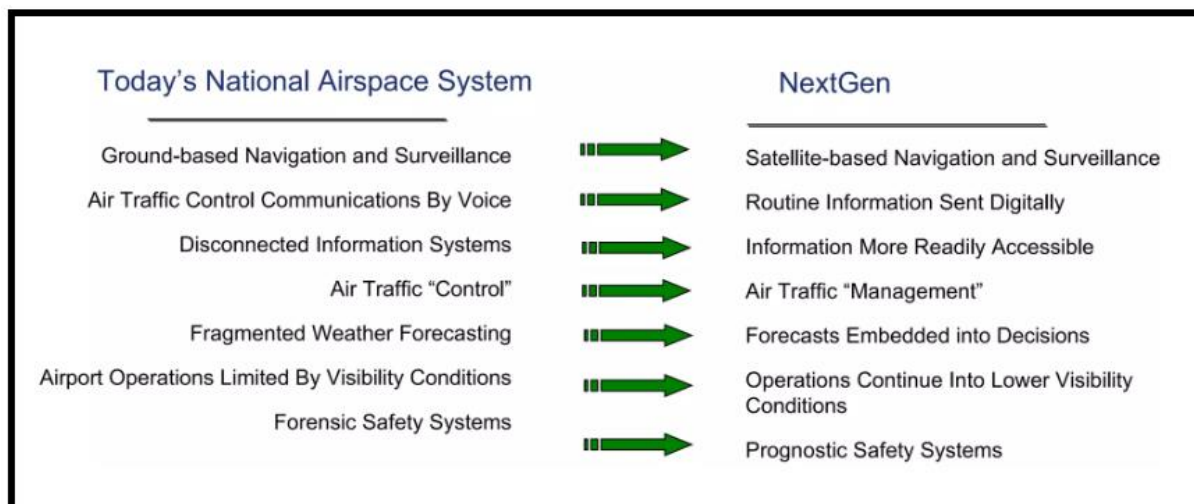 Today's National Airspace System
NextGen
Ground-based Navigation and Surveillance
Satellite-based Navigation and Surveillance
Air Traffic Control Communications By Voice
Routine Information Sent Digitally
Disconnected Information Systems
Information More Readily Accessible
Air Traffic “Control”
Air Traffic “Management”
Fragmented Weather Forecasting
Forecasts Embedded into Decisions
Airport Operations Limited By Visibility Conditions
Operations Continue Into Lower Visibility
Conditions
Forensic Safety Systems
Prognostic Safety Systems